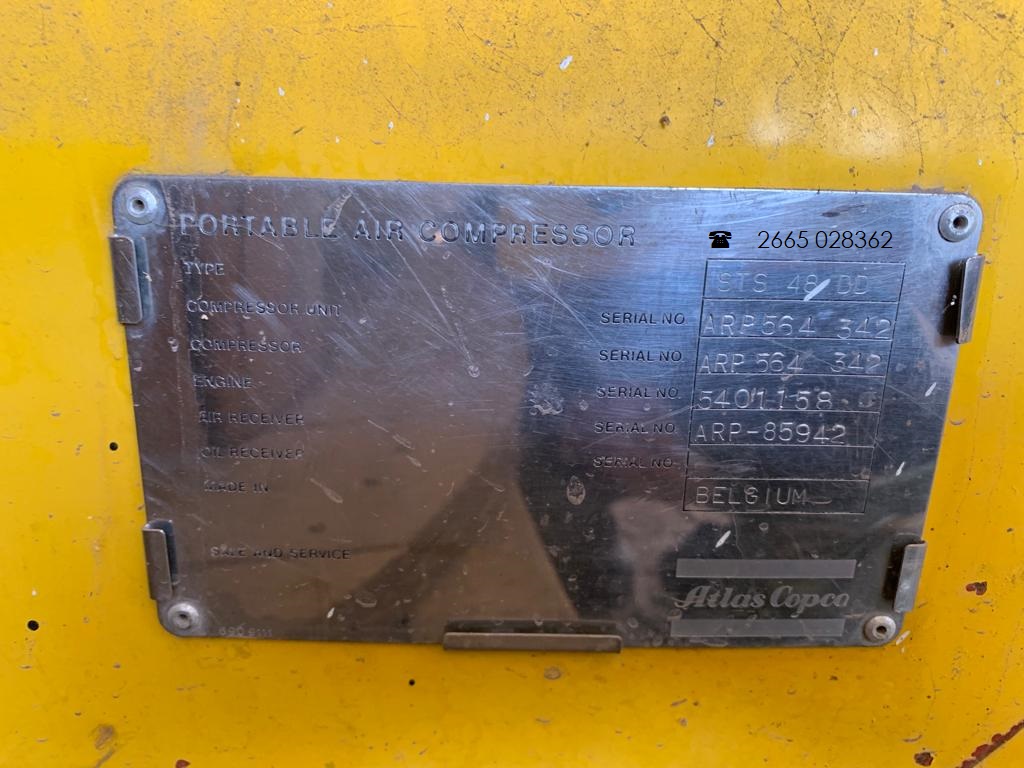 PORTABLE AIR COMPRESSOR ☎ 2665 028362
TYPE STS 48 DD
COMPRESSOR UNIT SERIAL NO ARP564 342
COMPRESSOR SERIAL NO. ARP 564 342
ENGINE SERIAL NO. 5401158
AIR RECEIVER SERIAL NO. ARP-85942
OIL RECEIVER SERIAL NO.
MADE IN BELGIUM
SALE AND SERVICE
Atlas Copco